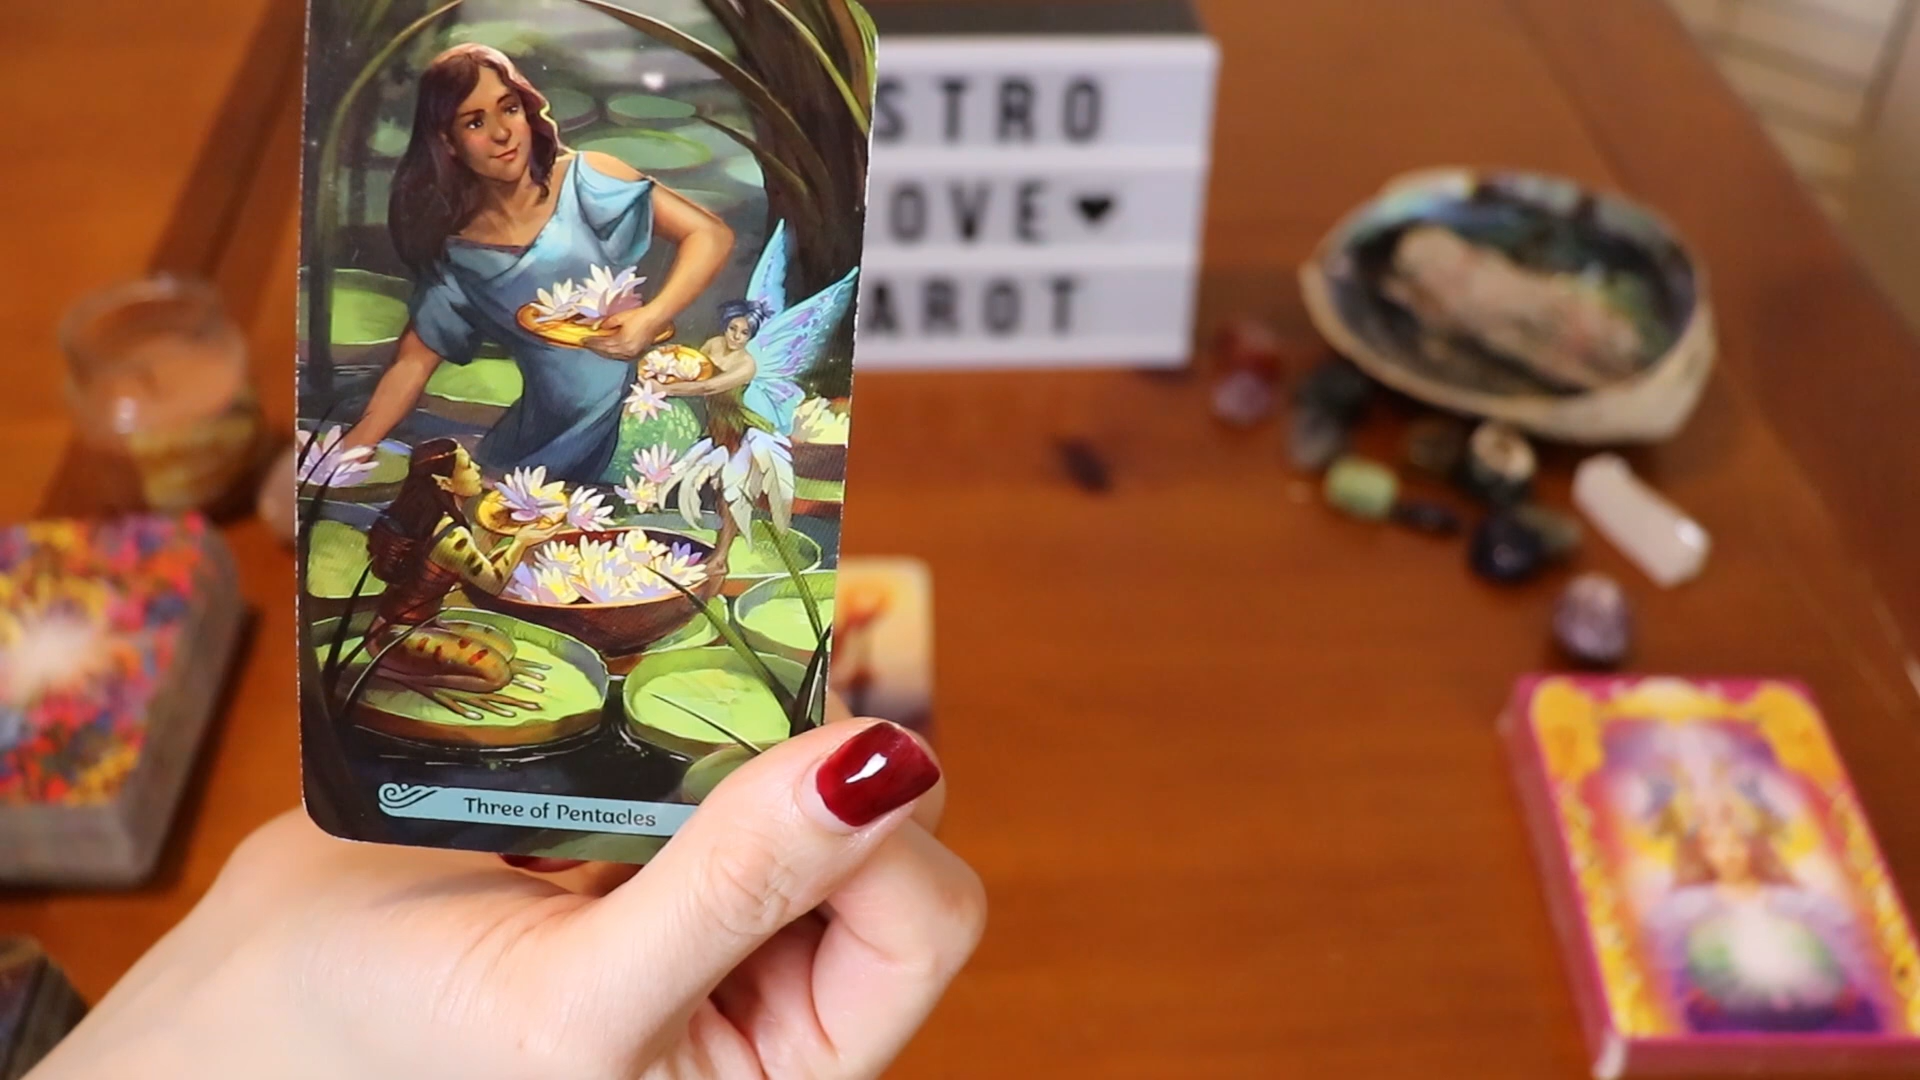 STRO
OVE♥
AROT
Three of Pentacles